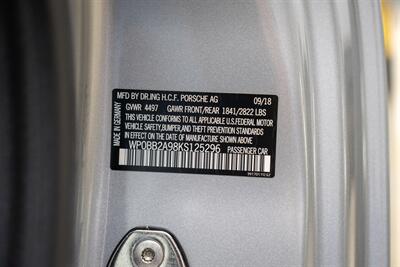 MFD BY DR.ING H.C.F. PORSCHE AG 09/18
GVWR 4497 GAWR FRONT/REAR 1841/2822 LBS
THIS VEHICLE CONFORMS TO ALL APPLICABLE U.S.FEDERAL MOTOR
VEHICLE SAFETY,BUMPER,AND THEFT PREVENTION STANDARDS
IN EFFECT ON THE DATE OF MANUFACTURE SHOWN ABOVE
WP0BB2A98KS125296 PASSENGER CAR
MADE IN GERMANY